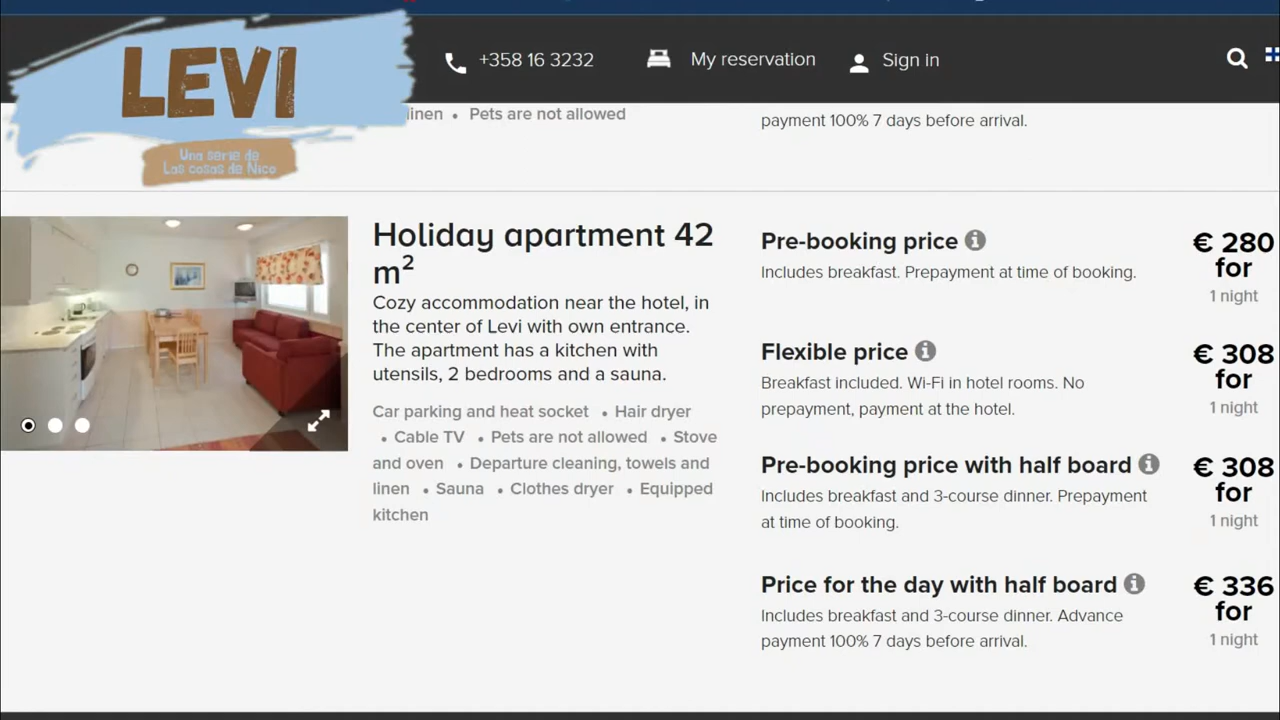 LEVI
Una serie de
Las cosas de Nico
+358 16 3232
My reservation
Sign in
linen • Pets are not allowed
payment 100% 7 days before arrival.
Holiday apartment 42
m²
Cozy accommodation near the hotel, in
the center of Levi with own entrance.
The apartment has a kitchen with
utensils, 2 bedrooms and a sauna.
Car parking and heat socket • Hair dryer
• Cable TV • Pets are not allowed • Stove
and oven • Departure cleaning, towels and
linen • Sauna • Clothes dryer • Equipped
kitchen
Pre-booking price
Includes breakfast. Prepayment at time of booking.
€ 280
for
1 night
Flexible price
Breakfast included. Wi-Fi in hotel rooms. No
prepayment, payment at the hotel.
€ 308
for
1 night
Pre-booking price with half board
Includes breakfast and 3-course dinner. Prepayment
at time of booking.
€ 308
for
1 night
Price for the day with half board
Includes breakfast and 3-course dinner. Advance
payment 100% 7 days before arrival.
€ 336
for
1 night